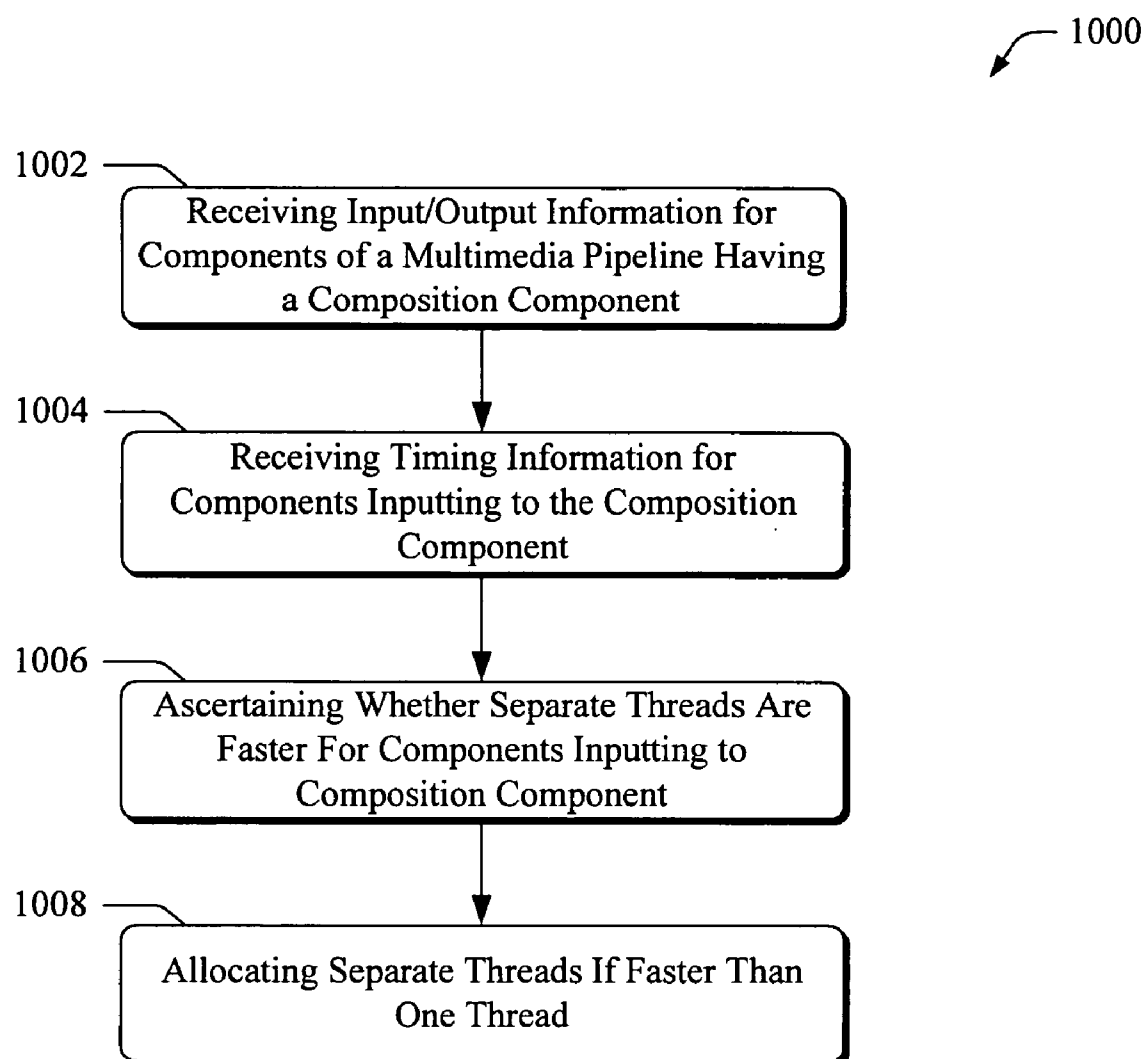 1000
1002
Receiving Input/Output Information for
Components of a Multimedia Pipeline Having
a Composition Component
1004
Receiving Timing Information for
Components Inputting to the Composition
Component
1006
Ascertaining Whether Separate Threads Are
Faster For Components Inputting to
Composition Component
1008
Allocating Separate Threads If Faster Than
One Thread